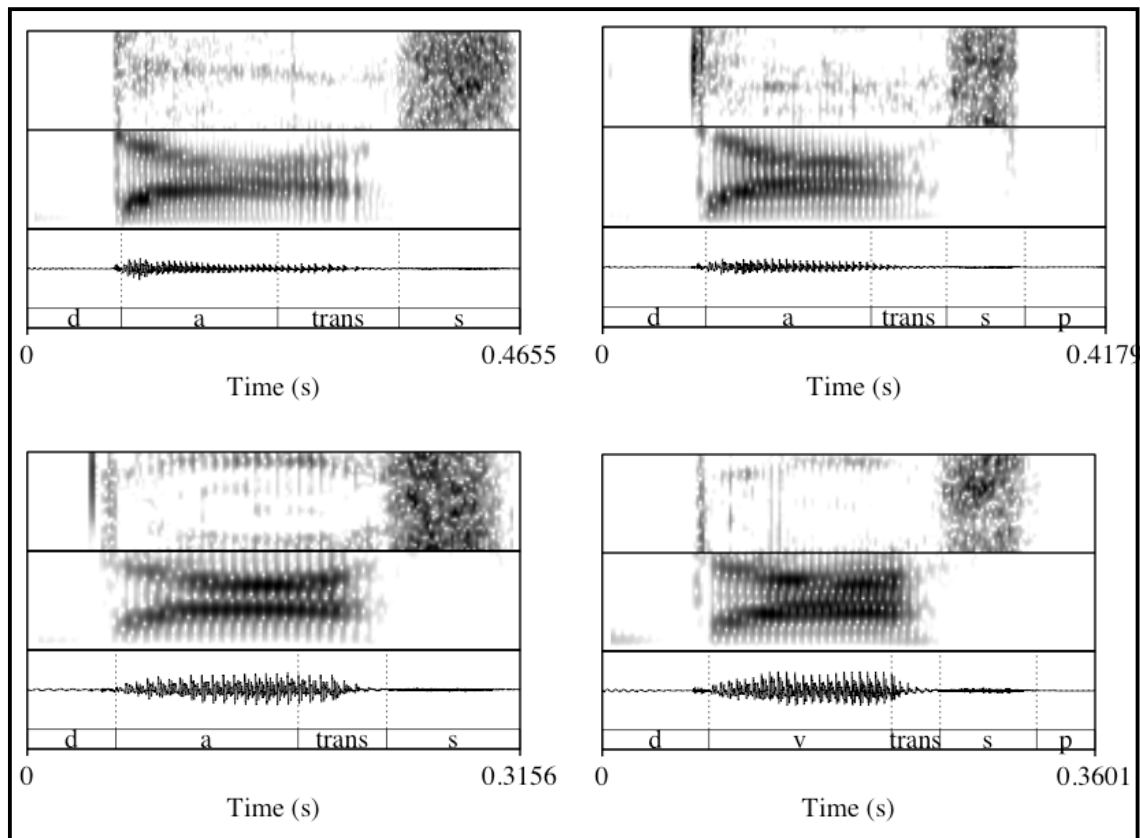 d a trans s
0 0.4655
Time (s)
d a trans s p
0 0.4179
Time (s)
d a trans s
0 0.3156
Time (s)
d v trans s p
0 0.3601
Time (s)